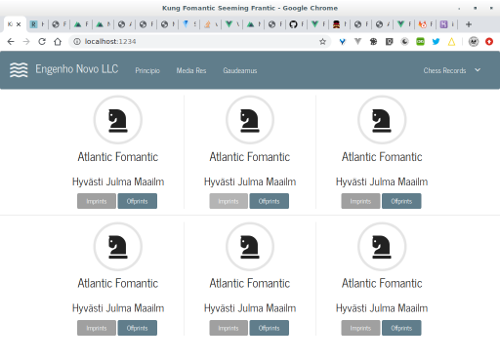 Kung Fomantic Seeming Frantic - Google Chrome
localhost:1234
Engenho Novo LLC Principio Media Res Gaudeamus Chess Records
Atlantic Fomantic Atlantic Fomantic Atlantic Fomantic
Hyvästi Julma Maailm Hyvästi Julma Maailm Hyvästi Julma Maailm
Imprints Offprints Imprints Offprints Imprints Offprints
Atlantic Fomantic Atlantic Fomantic Atlantic Fomantic
Hyvästi Julma Maailm Hyvästi Julma Maailm Hyvästi Julma Maailm
Imprints Offprints Imprints Offprints Imprints Offprints